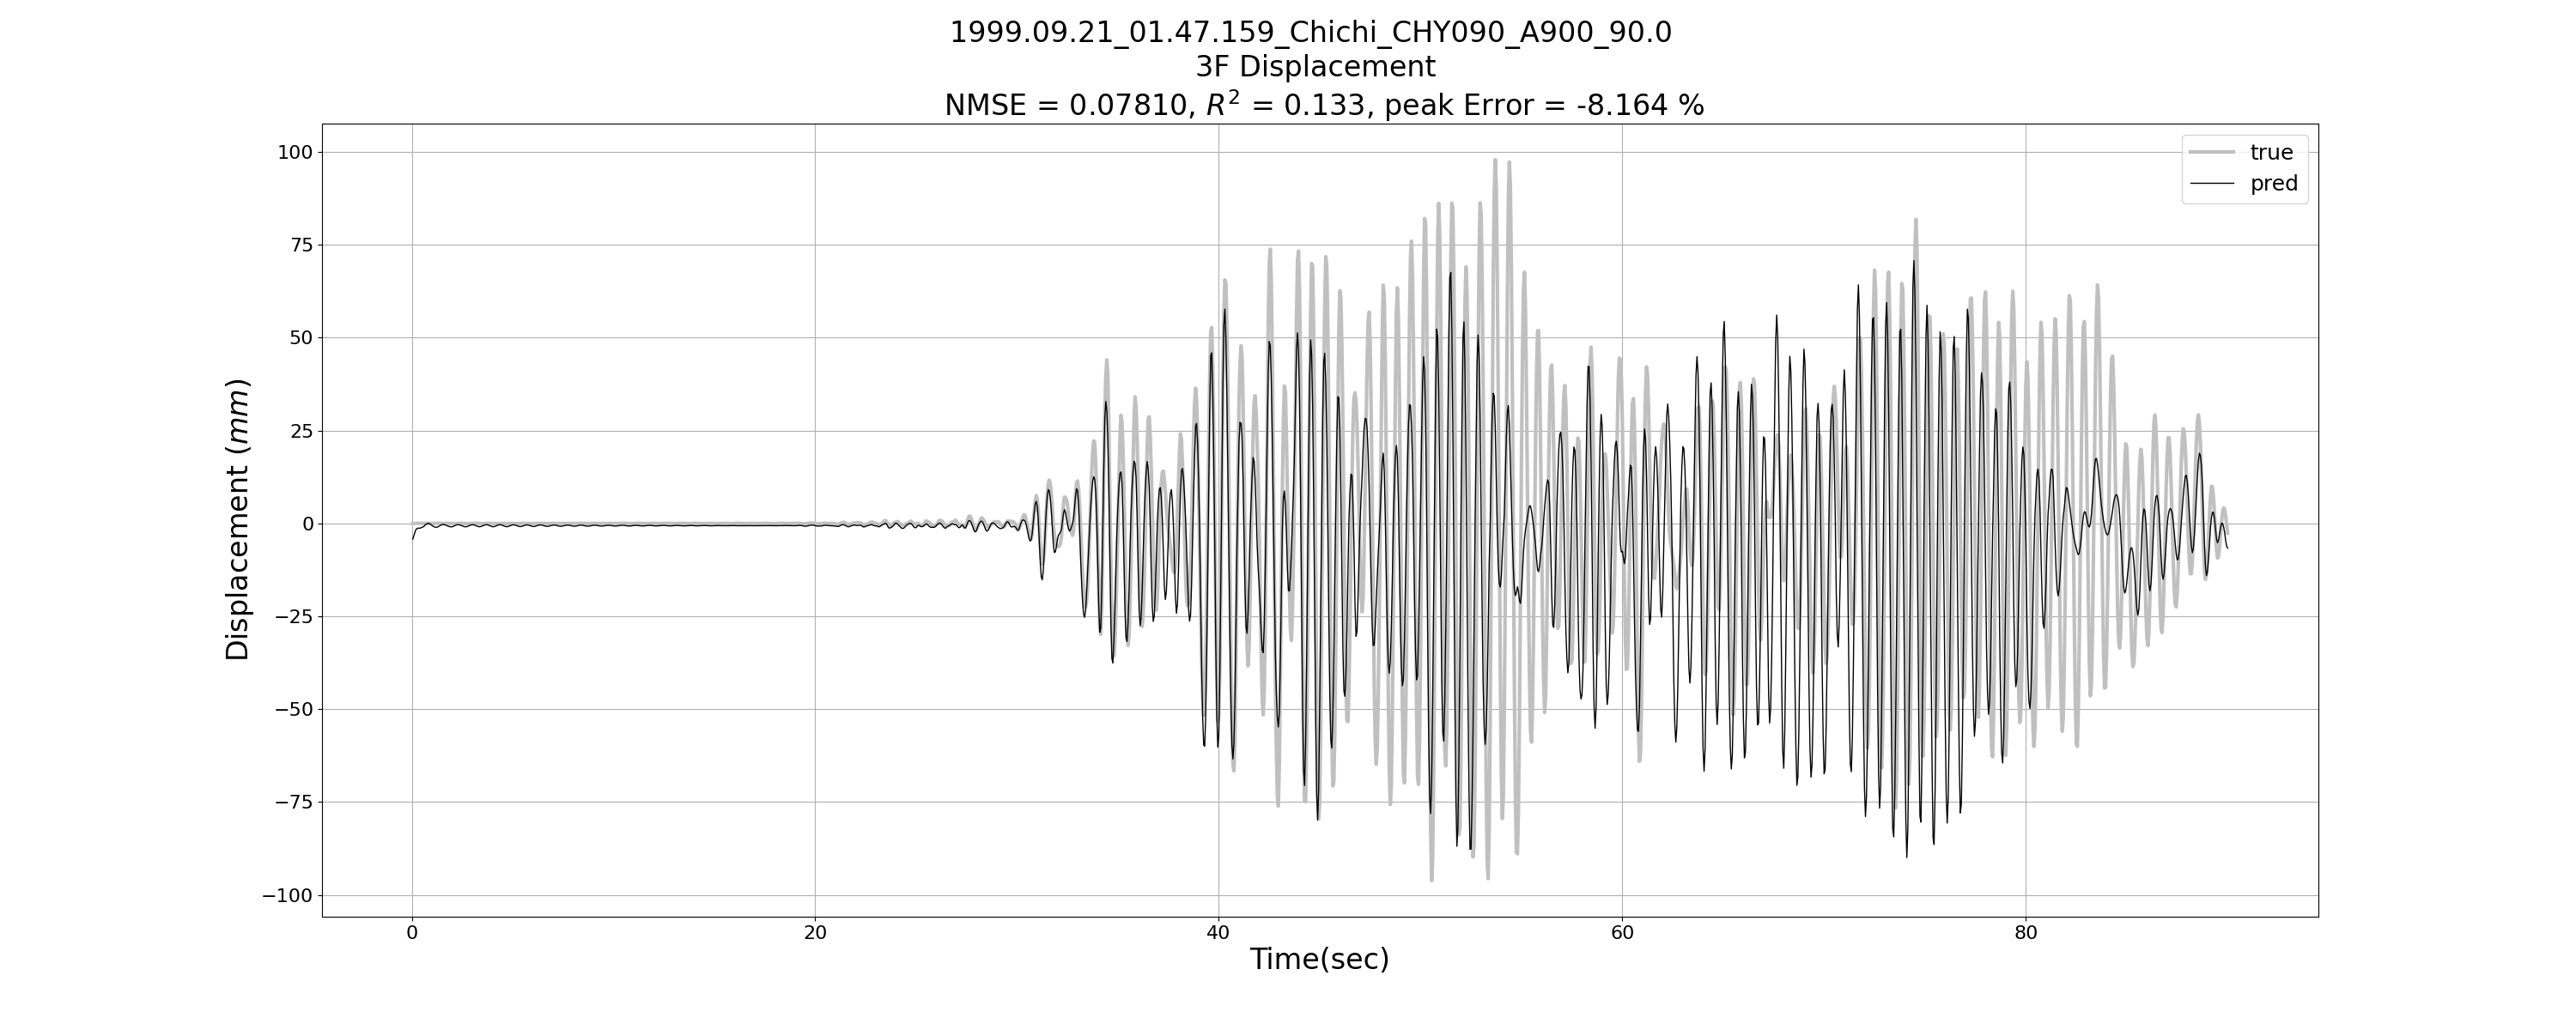 1999.09.21_01.47.159_Chichi_CHY090_A900_90.0
3F Displacement
NMSE = 0.07810, R² = 0.133, peak Error = -8.164 %
true
pred
100
75
50
25
0
−25
−50
−75
−100
Displacement (mm)
0 20 40 60 80
Time(sec)